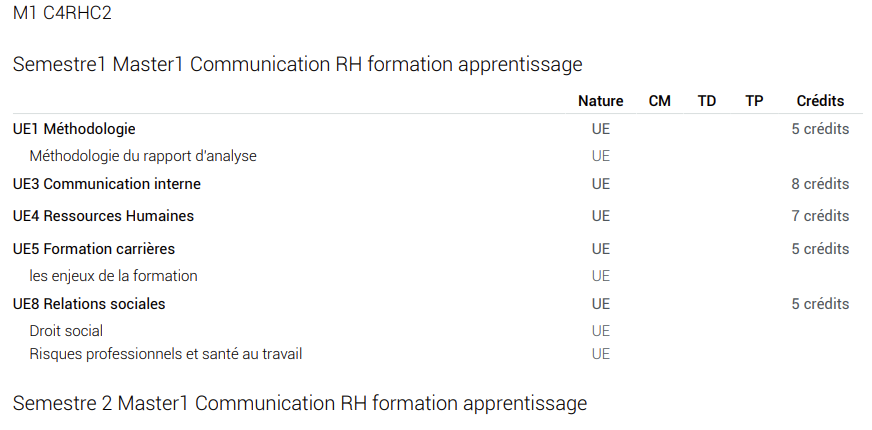 M1 C4RHC2
Semestre1 Master1 Communication RH formation apprentissage
Nature CM TD TP Crédits
UE1 Méthodologie UE 5 crédits
Méthodologie du rapport d'analyse UE
UE3 Communication interne UE 8 crédits
UE4 Ressources Humaines UE 7 crédits
UE5 Formation carrières UE 5 crédits
les enjeux de la formation UE
UE8 Relations sociales UE 5 crédits
Droit social UE
Risques professionnels et santé au travail UE
Semestre 2 Master1 Communication RH formation apprentissage